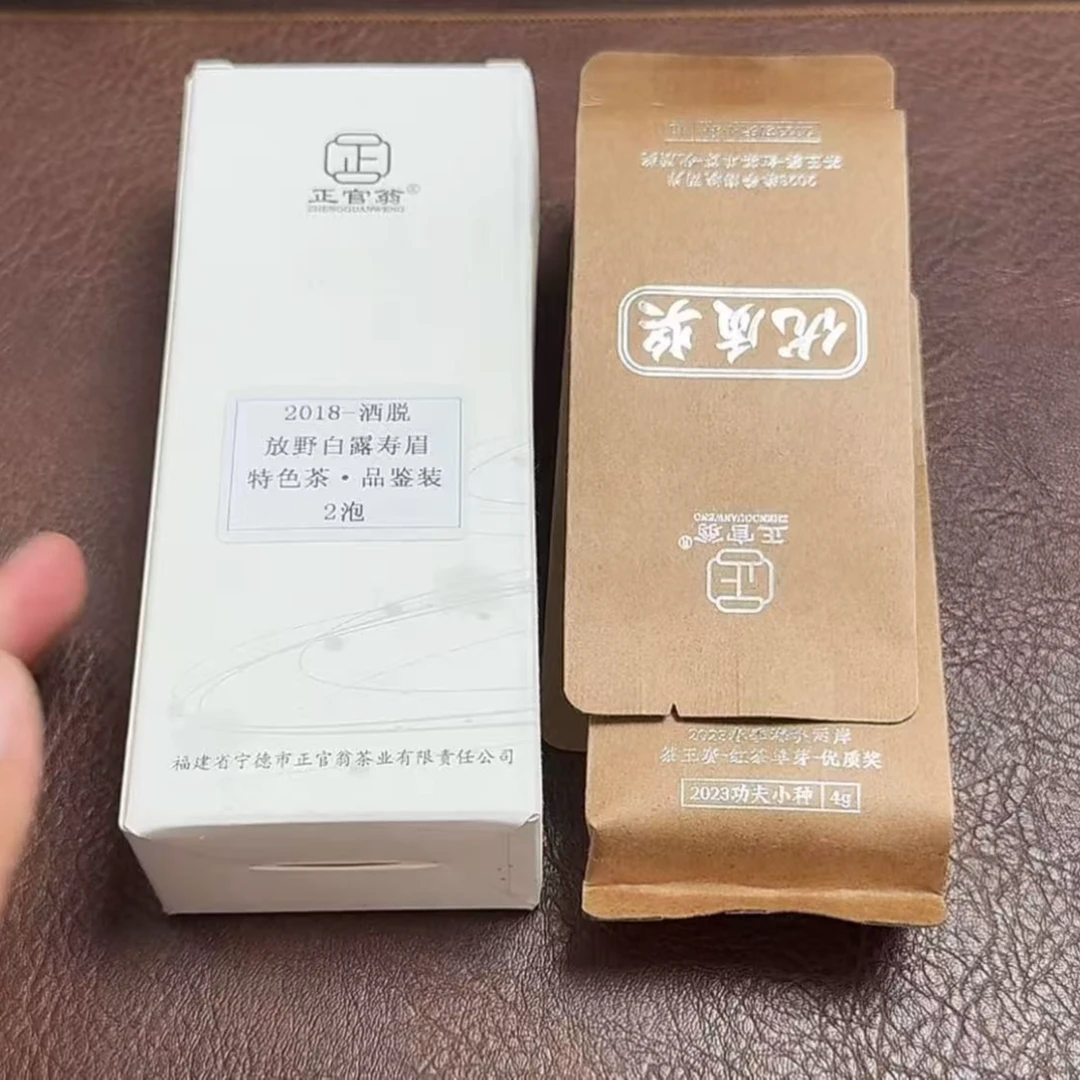 正
正官翁®
ZHENGGUANWENG
2018-洒脱
放野白露寿眉
特色茶·品鉴装
2泡
福建省宁德市正官翁茶业有限责任公司
优质奖
正官翁®
ZHENGGUANWENG
正
茶王赛-红茶单芽-优质奖
2023功夫小种 4g